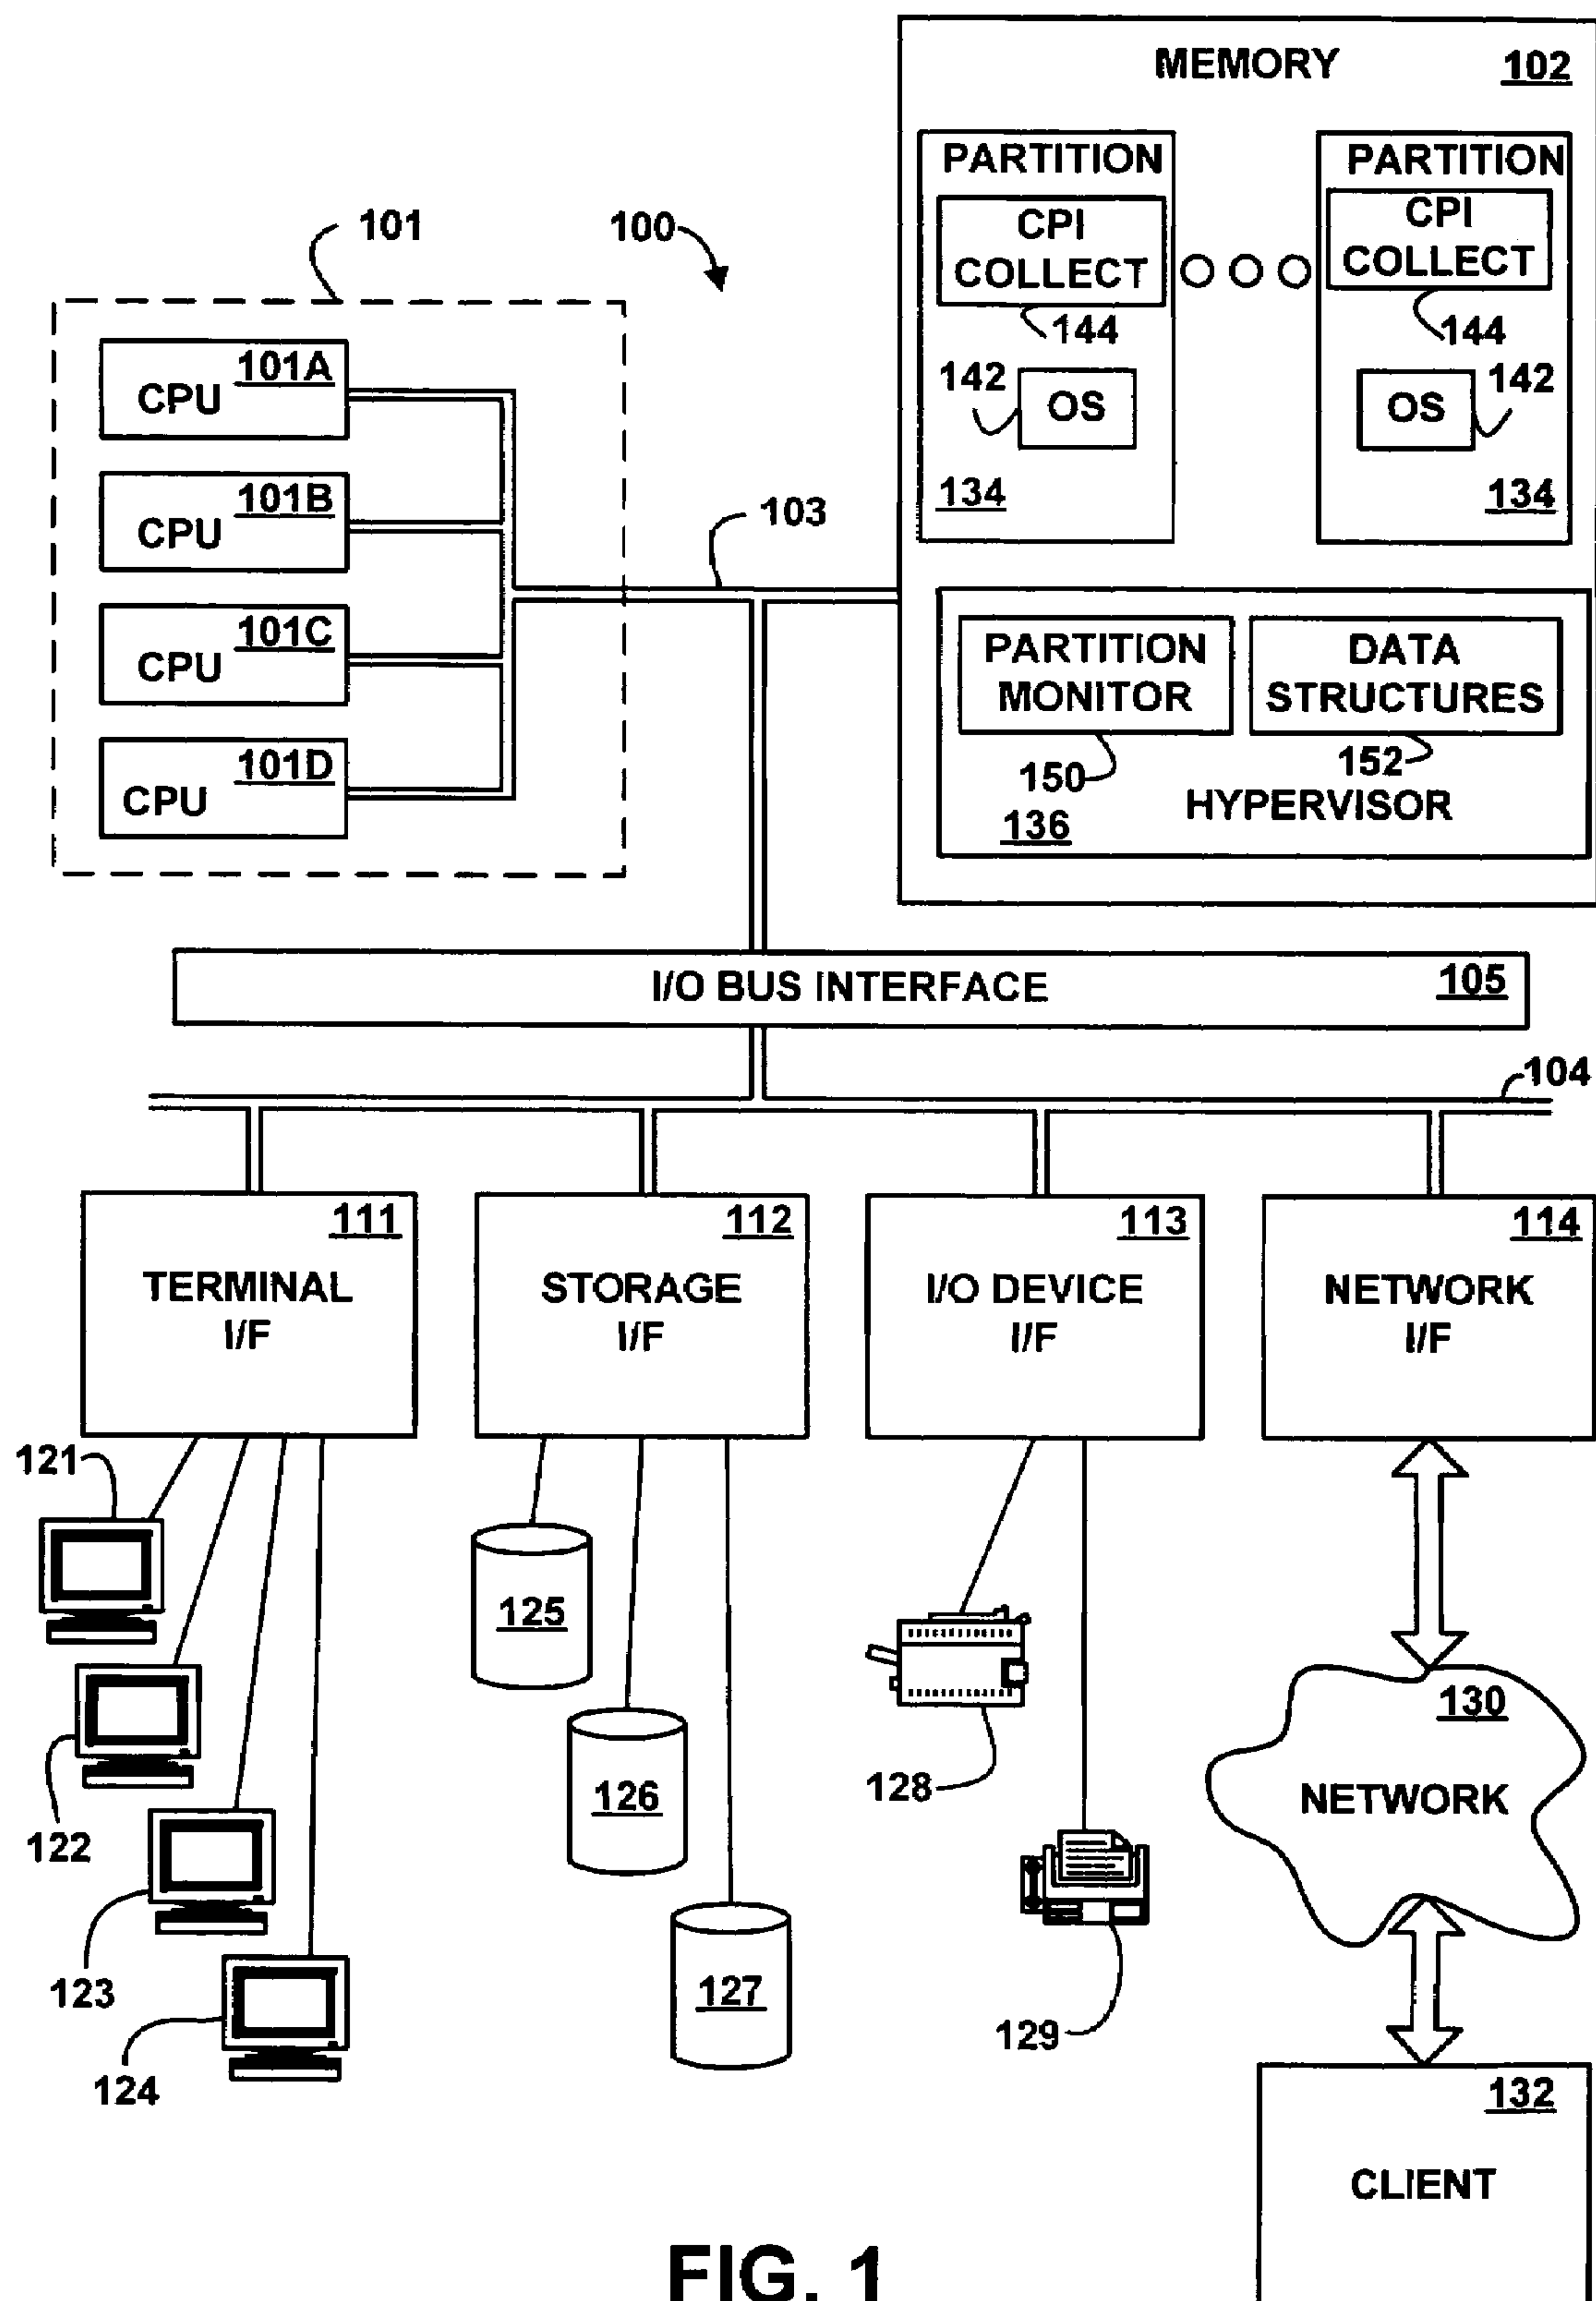 MEMORY 102
PARTITION
CPI
COLLECT
144
142
OS
134
PARTITION
CPI
COLLECT
144
OS
142
134
101
100
CPU 101A
CPU 101B
CPU 101C
CPU 101D
103
PARTITION
MONITOR
150
DATA
STRUCTURES
152
HYPERVISOR
136
I/O BUS INTERFACE 105
104
111
TERMINAL
I/F
112
STORAGE
I/F
113
I/O DEVICE
I/F
114
NETWORK
I/F
121
122
123
124
125
126
127
128
129
130
NETWORK
132
CLIENT
FIG. 1